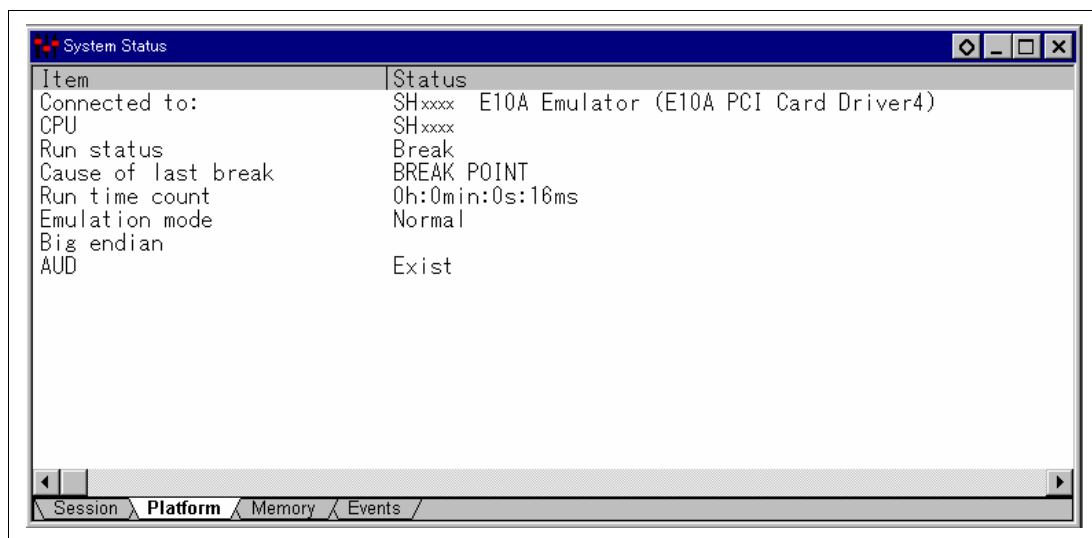 System Status
Item Status
Connected to: SHxxxx E10A Emulator (E10A PCI Card Driver4)
CPU SHxxxx
Run status Break
Cause of last break BREAK POINT
Run time count 0h:0min:0s:16ms
Emulation mode Normal
Big endian
AUD Exist
Session Platform Memory Events